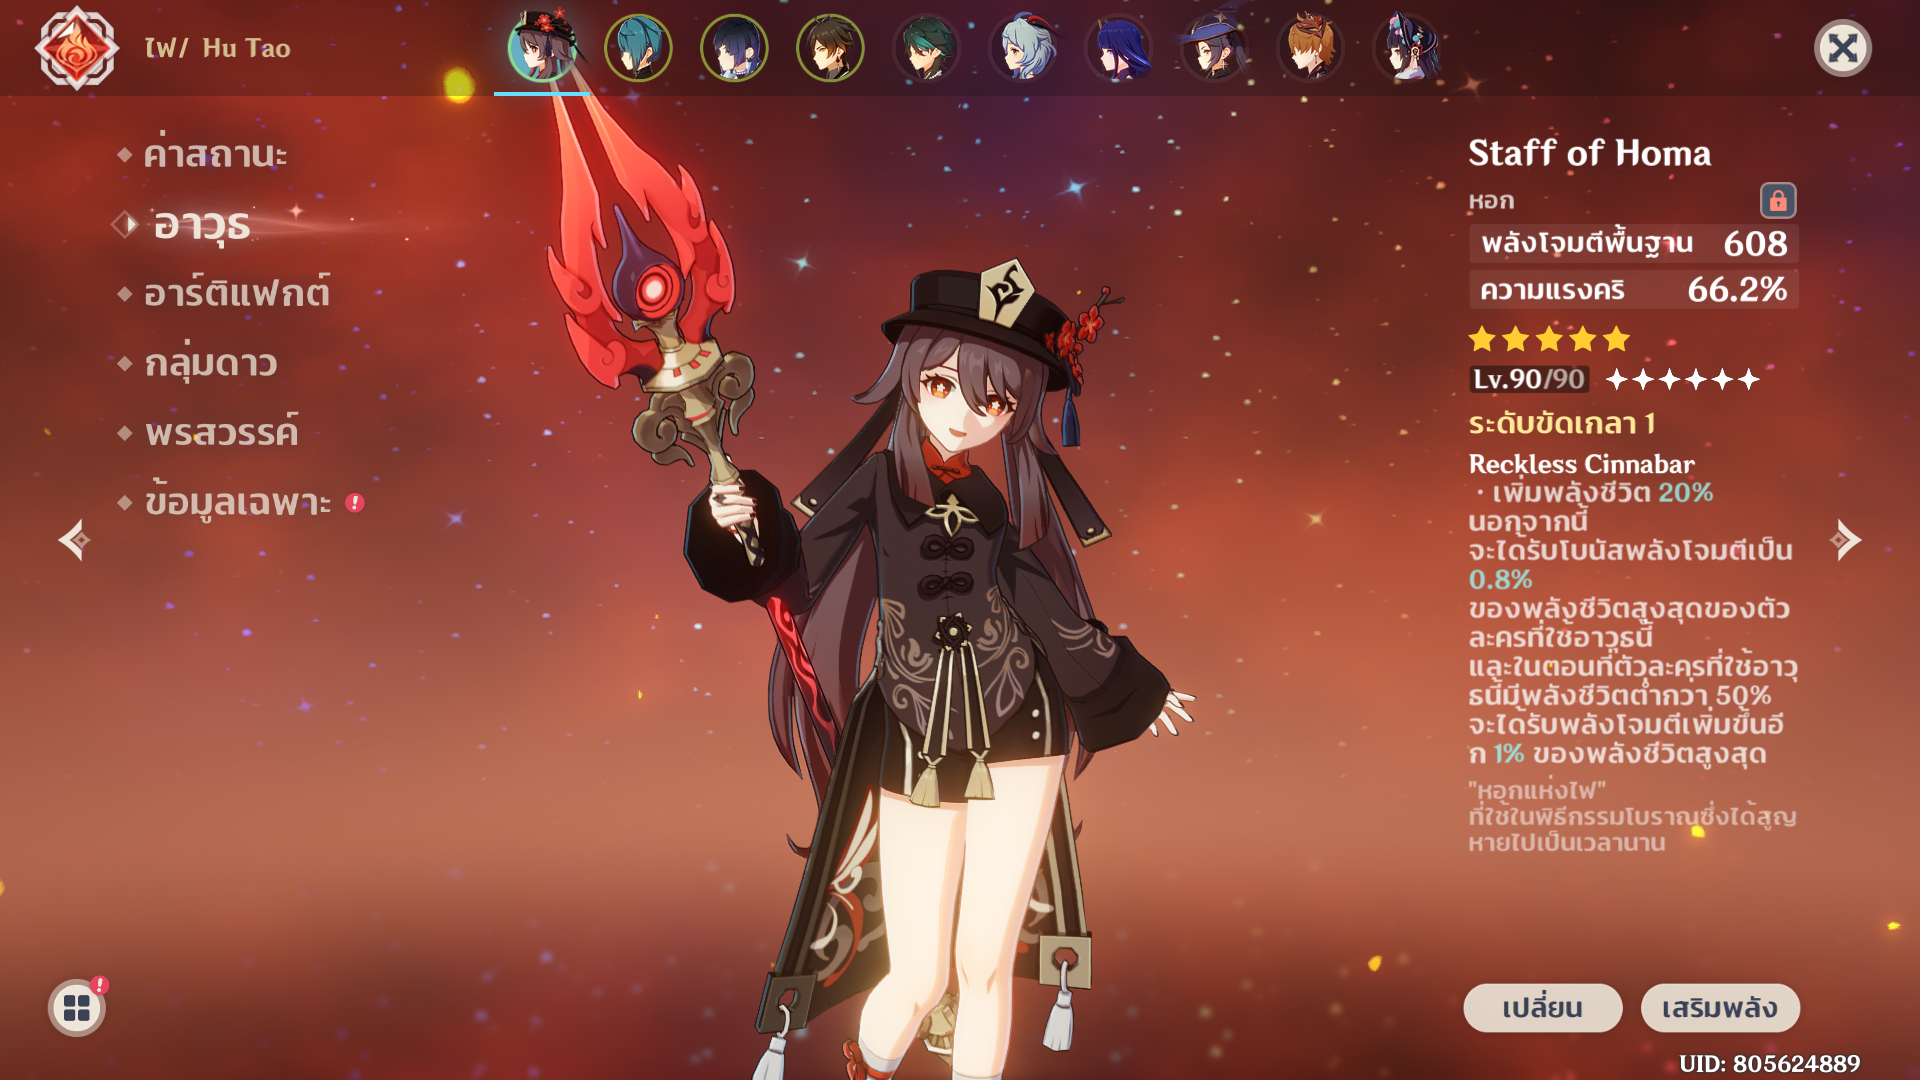 ไฟ/ Hu Tao
ค่าสถานะ
อาวุธ
อาร์ติแฟกต์
กลุ่มดาว
พรสวรรค์
ข้อมูลเฉพาะ
Staff of Homa
หอก
พลังโจมตีพื้นฐาน 608
ความแรงคริ 66.2%
Lv.90/90
ระดับขัดเกลา 1
Reckless Cinnabar
· เพิ่มพลังชีวิต 20%
นอกจากนี้
จะได้รับโบนัสพลังโจมตีเป็น
0.8%
ของพลังชีวิตสูงสุดของตัว
ละครที่ใช้อาวุธนี้
และในตอนที่ตัวละครที่ใช้อาวุ
ธนี้มีพลังชีวิตต่ำกว่า 50%
จะได้รับพลังโจมตีเพิ่มขึ้นอี
ก 1% ของพลังชีวิตสูงสุด
"หอกแห่งไฟ"
ที่ใช้ในพิธีกรรมโบราณซึ่งได้สูญ
หายไปเป็นเวลานาน
เปลี่ยน
เสริมพลัง
UID: 805624889